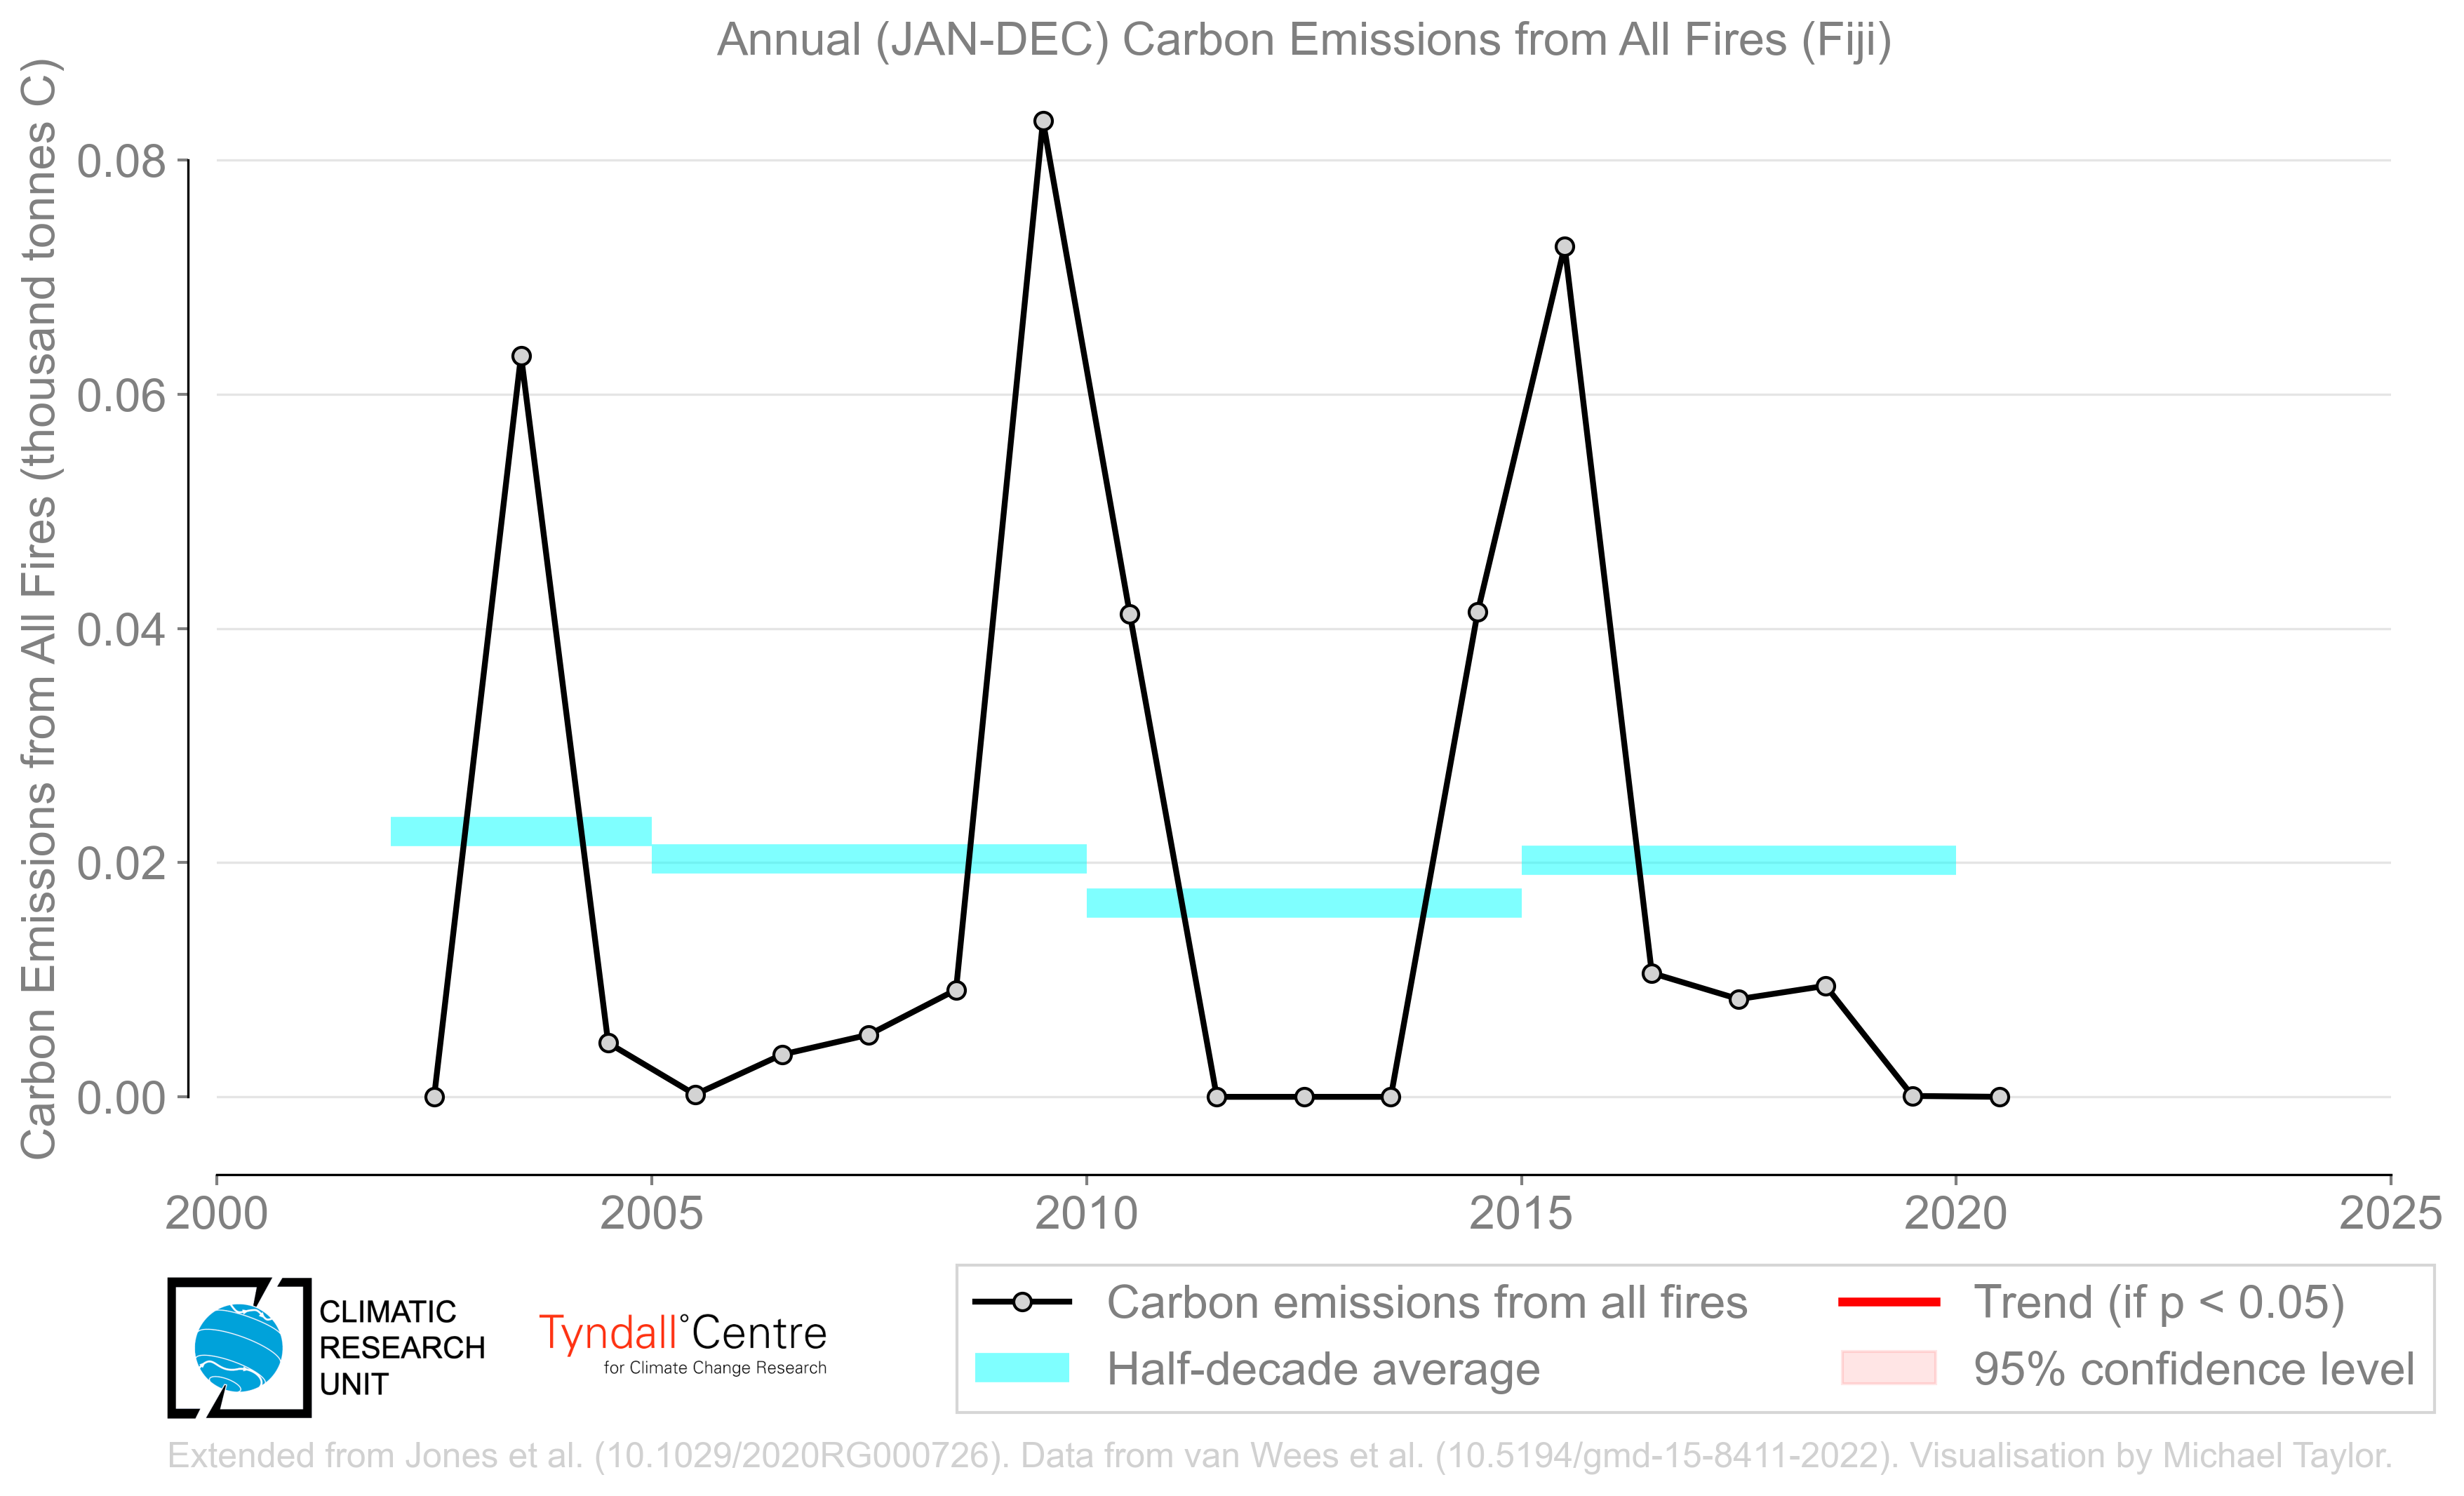 Annual (JAN-DEC) Carbon Emissions from All Fires (Fiji)
Carbon Emissions from All Fires (thousand tonnes C)
0.08
0.06
0.04
0.02
0.00
2000 2005 2010 2015 2020 2025
CLIMATIC
RESEARCH
UNIT
Tyndall°Centre
for Climate Change Research
Carbon emissions from all fires
Half-decade average
Trend (if p < 0.05)
95% confidence level
Extended from Jones et al. (10.1029/2020RG000726). Data from van Wees et al. (10.5194/gmd-15-8411-2022). Visualisation by Michael Taylor.